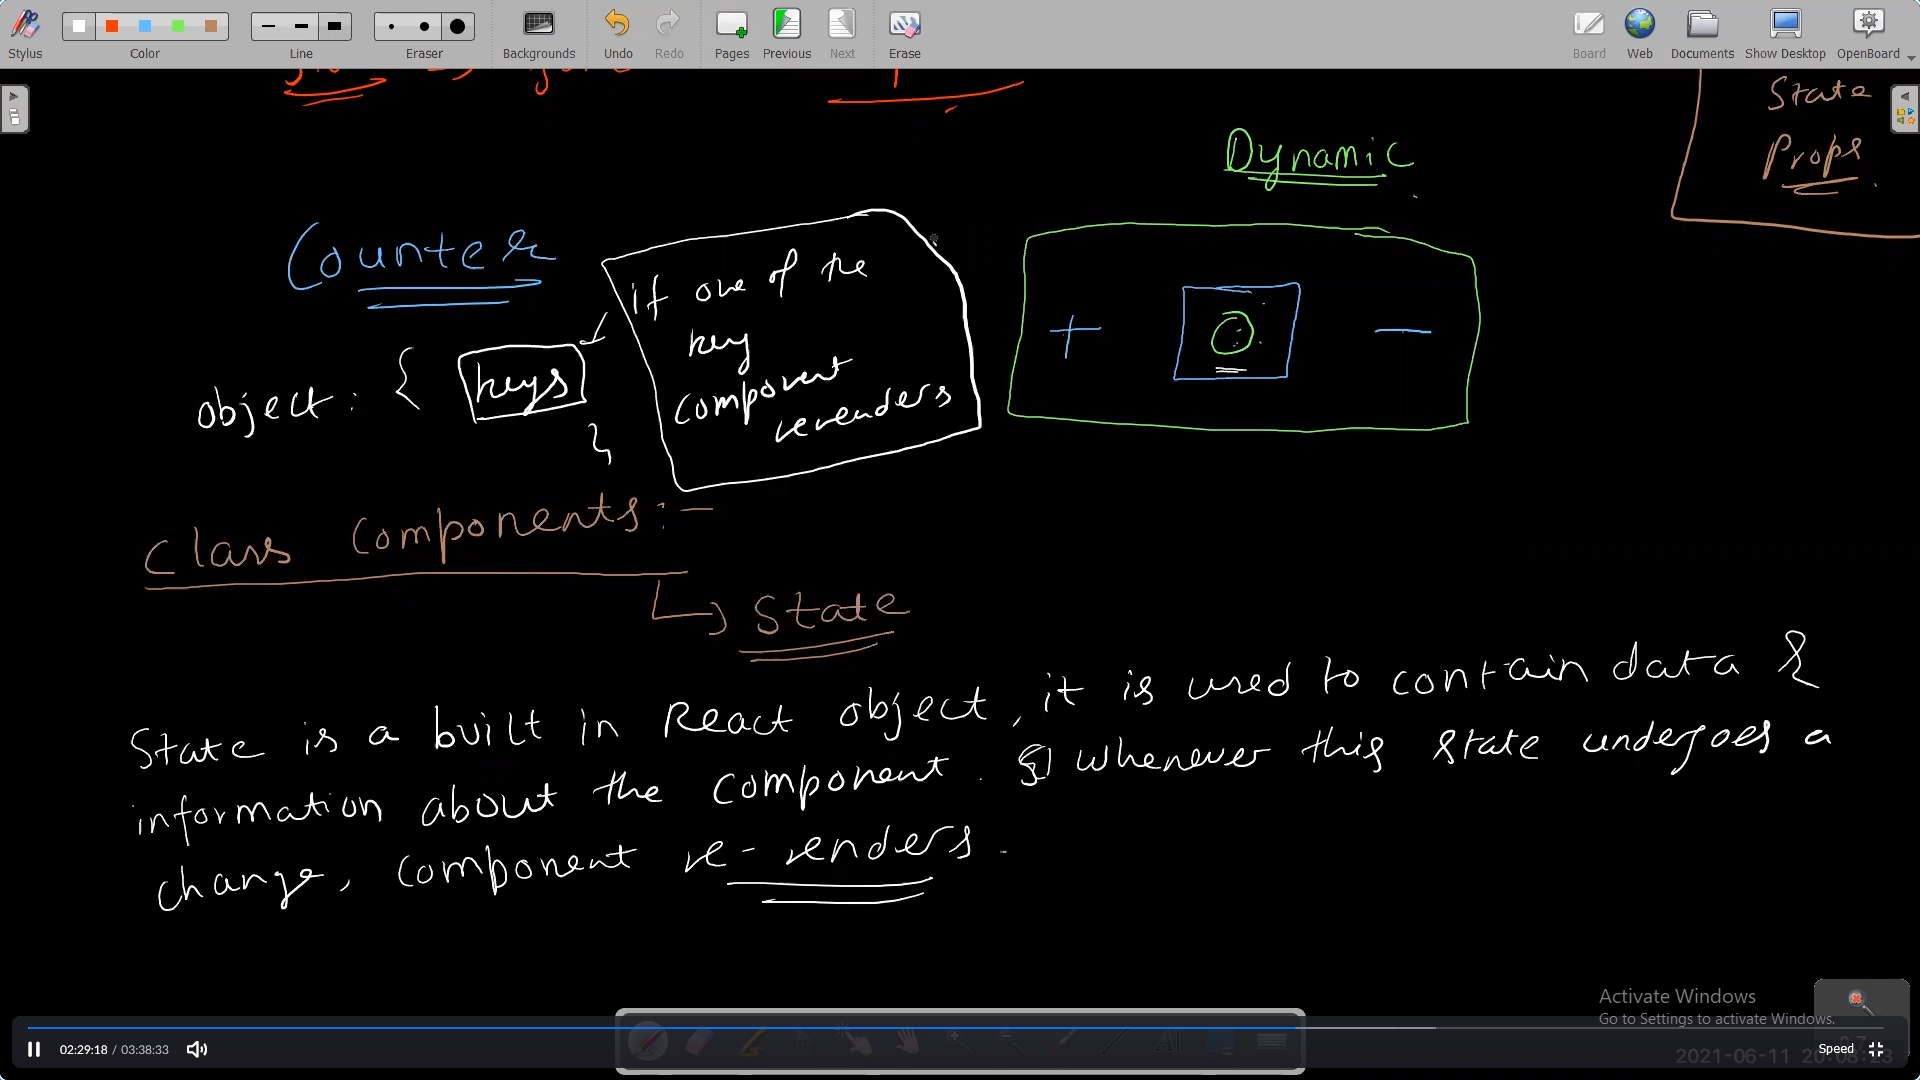 Stylus Color Line Eraser Backgrounds Undo Redo Pages Previous Next Erase Board Web Documents Show Desktop OpenBoard
State
Props
Dynamic
Counter
if one of the
key
component
rerenders
object: { keys
}
+ 0 -
Class Components:-
State
State is a built in React object, it is used to contain data &
information about the component. Whenever this state undergoes a
change, component re-renders.
Activate Windows
Go to Settings to activate Windows.
02:29:18 / 03:38:33
Speed
2021-06-11 20:08:23